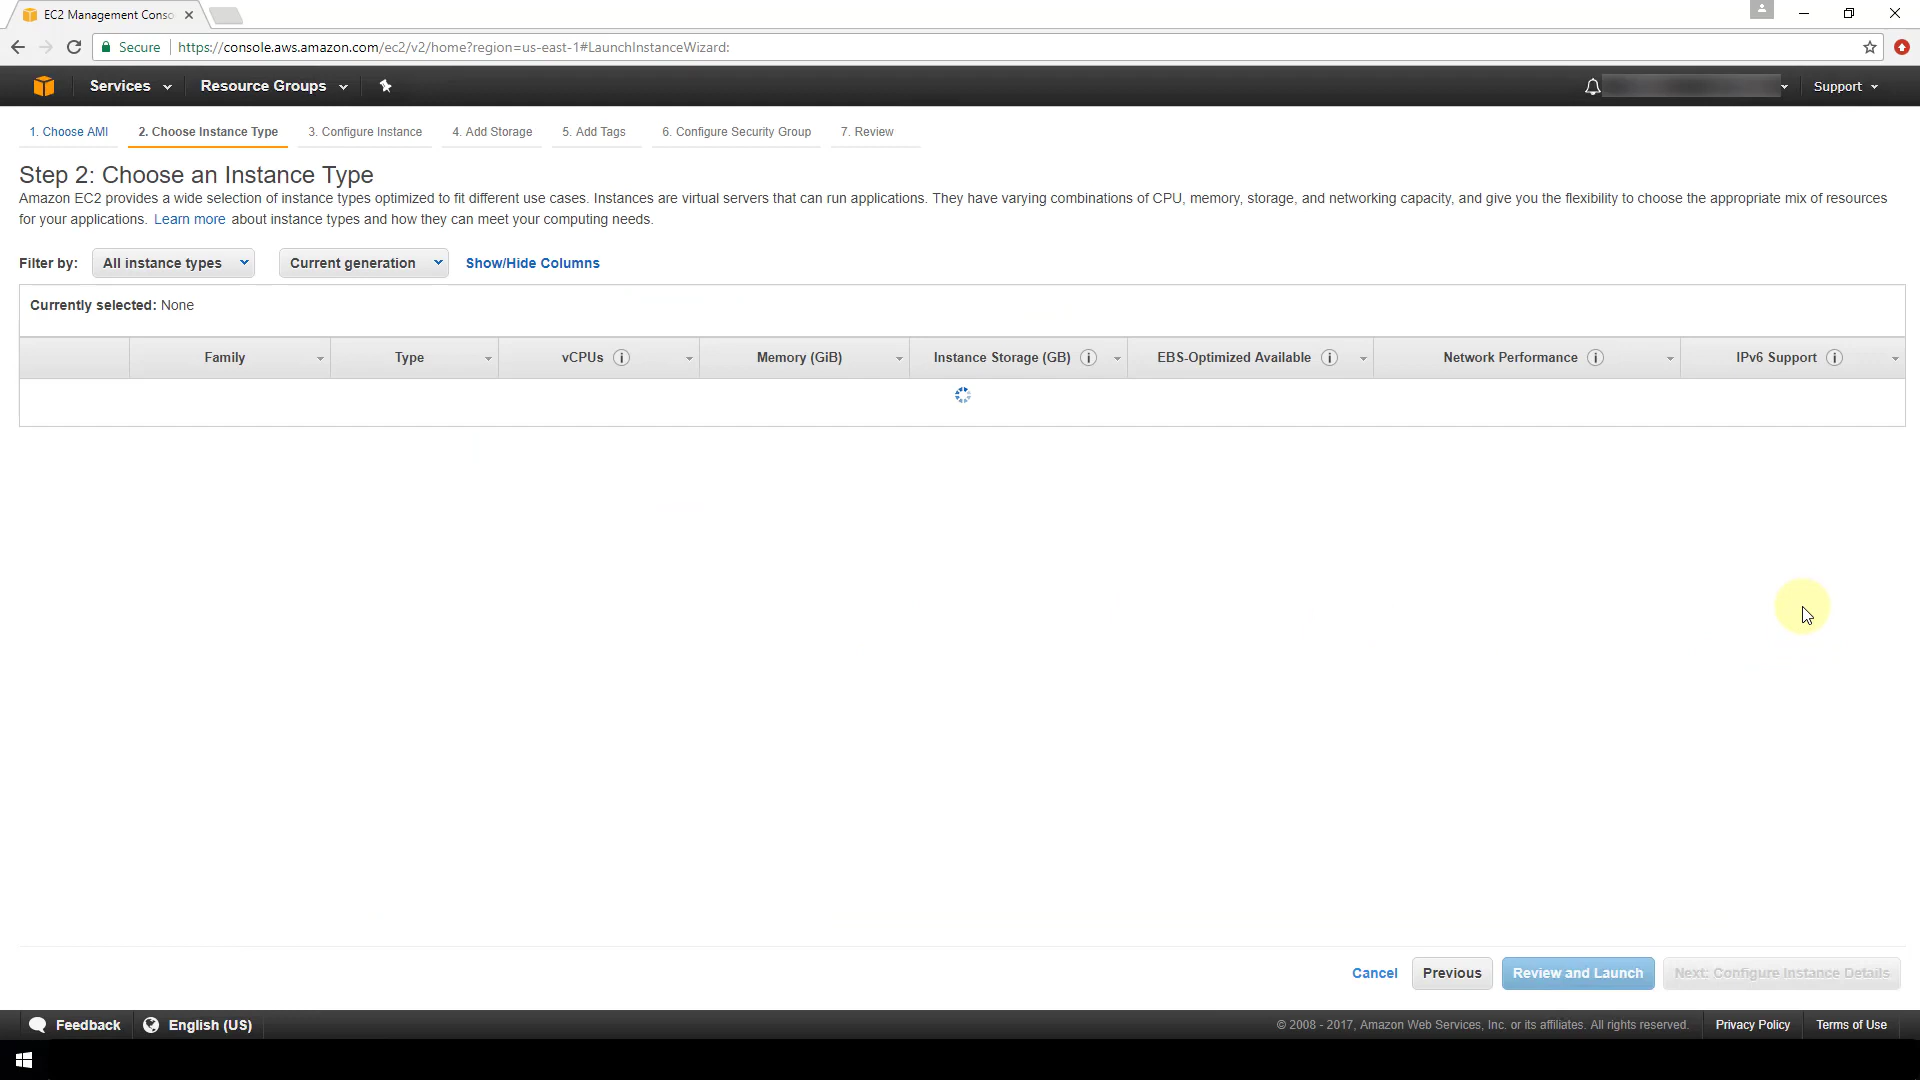 EC2 Management Conso
Secure
https://console.aws.amazon.com/ec2/v2/home?region=us-east-1#LaunchInstanceWizard:
Services
Resource Groups
Support
1. Choose AMI
2. Choose Instance Type
3. Configure Instance
4. Add Storage
5. Add Tags
6. Configure Security Group
7. Review
Step 2: Choose an Instance Type
Amazon EC2 provides a wide selection of instance types optimized to fit different use cases. Instances are virtual servers that can run applications. They have varying combinations of CPU, memory, storage, and networking capacity, and give you the flexibility to choose the appropriate mix of resources
for your applications. Learn more about instance types and how they can meet your computing needs.
Filter by:
All instance types
Current generation
Show/Hide Columns
Currently selected: None
Family
Type
vCPUs
Memory (GiB)
Instance Storage (GB)
EBS-Optimized Available
Network Performance
IPv6 Support
Cancel
Previous
Review and Launch
Next: Configure Instance Details
Feedback
English (US)
© 2008 - 2017, Amazon Web Services, Inc. or its affiliates. All rights reserved.
Privacy Policy
Terms of Use